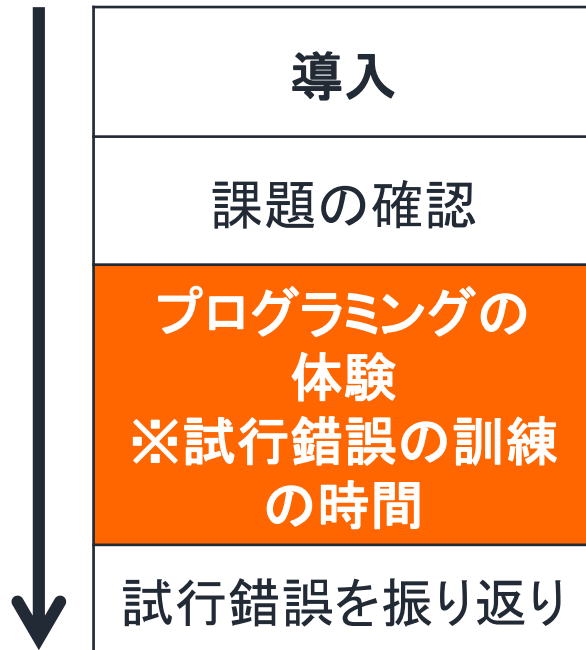 導入
課題の確認
プログラミングの
体験
※試行錯誤の訓練
の時間
試行錯誤を振り返り